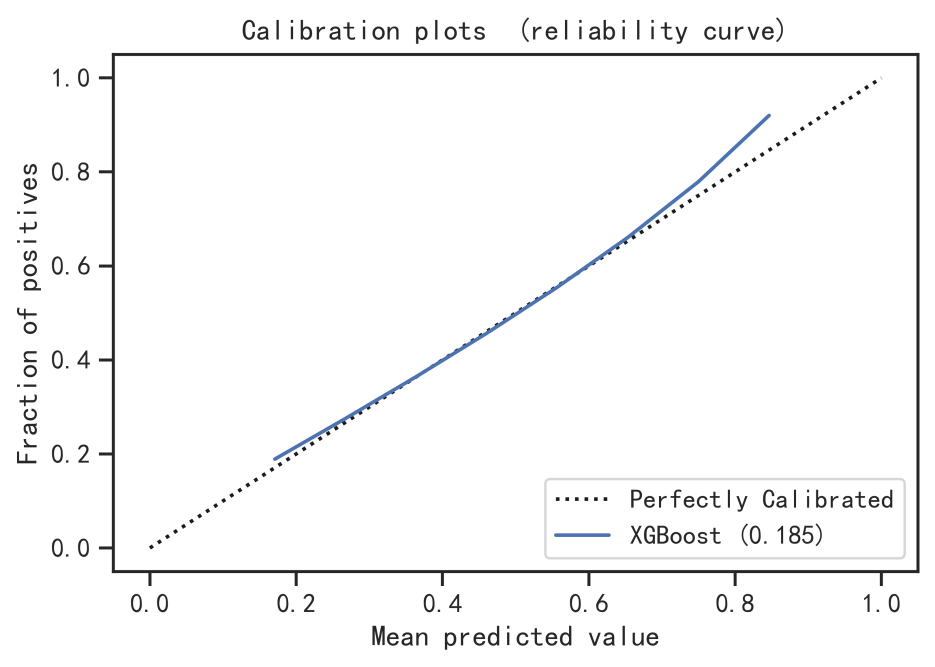 Calibration plots （reliability curve）
Fraction of positives
1.0
0.8
0.6
0.4
0.2
0.0
Perfectly Calibrated
XGBoost (0.185)
0.0 0.2 0.4 0.6 0.8 1.0
Mean predicted value